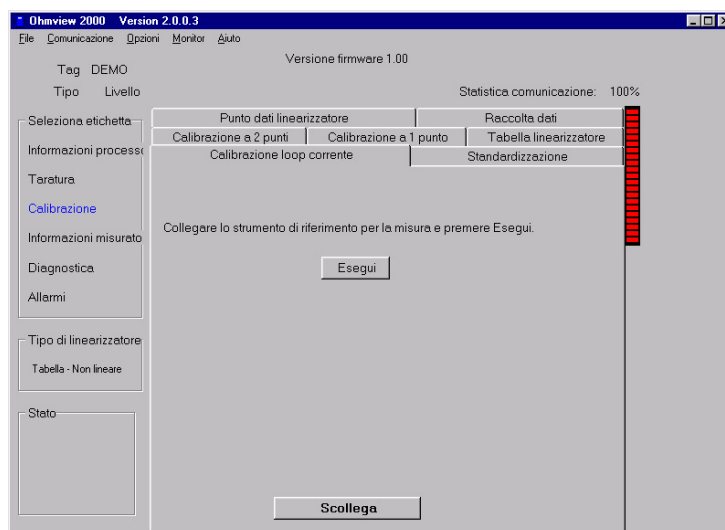 Ohmview 2000 Version 2.0.0.3
File Comunicazione Opzioni Monitor Aiuto
Versione firmware 1.00
Tag DEMO
Tipo Livello
Statistica comunicazione: 100%
Seleziona etichetta
Informazioni process
Taratura
Calibrazione
Informazioni misurato
Diagnostica
Allarmi
Tipo di linearizzatore
Tabella - Non lineare
Stato
Punto dati linearizzatore Raccolta dati
Calibrazione a 2 punti Calibrazione a 1 punto Tabella linearizzatore
Calibrazione loop corrente Standardizzazione
Collegare lo strumento di riferimento per la misura e premere Esegui.
Esegui
Scollega